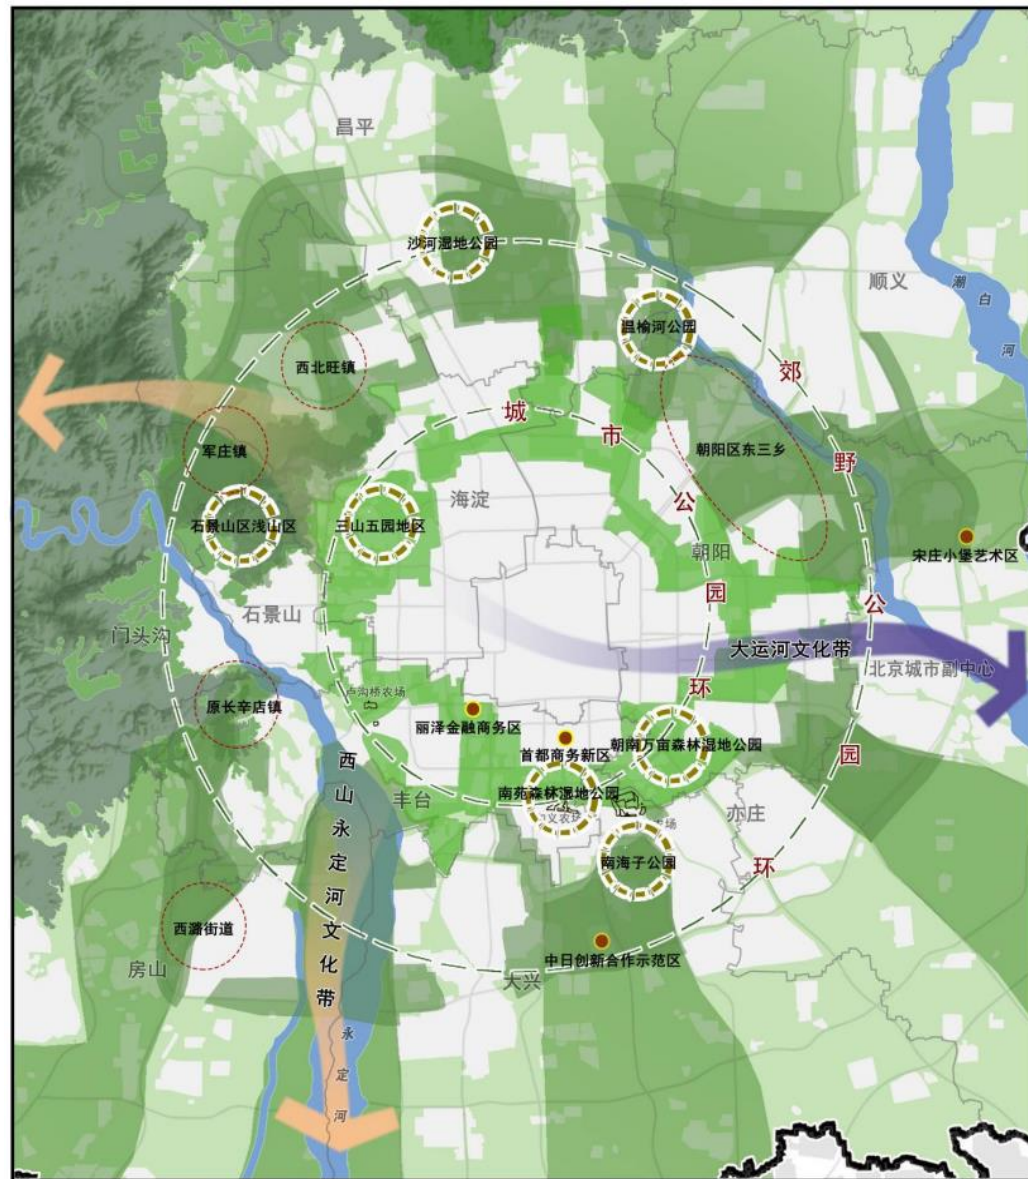 昌平
沙河湿地公园
顺义
潮白河
温榆河公园
西北旺镇
郊野公园环
城市公园环
军庄镇
朝阳区东三乡
海淀
石景山区浅山区
三山五园地区
朝阳
宋庄小堡艺术区
石景山
门头沟
大运河文化带
北京城市副中心
卢沟桥农场
原长辛店镇
丽泽金融商务区
首都商务新区
朝南万亩森林湿地公园
西山永定河文化带
丰台
南苑森林湿地公园
亦庄
农场
南海子公园
西潞街道
中日创新合作示范区
房山
大兴
永定河